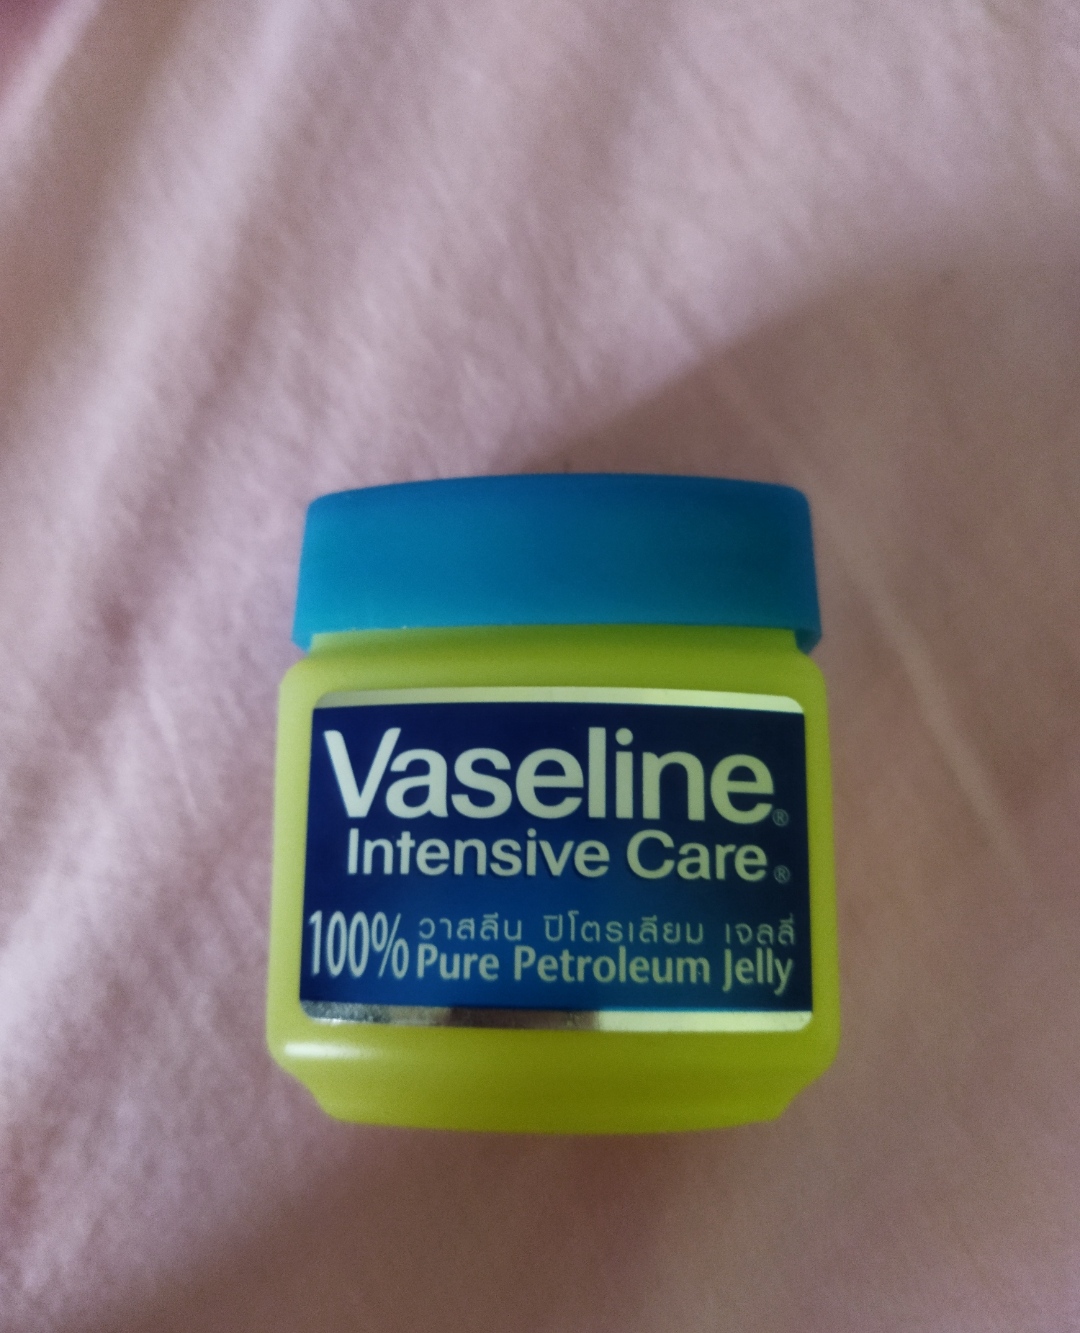 Vaseline®
Intensive Care®
100% วาสลีน ปิโตรเลียม เจลลี่
Pure Petroleum Jelly